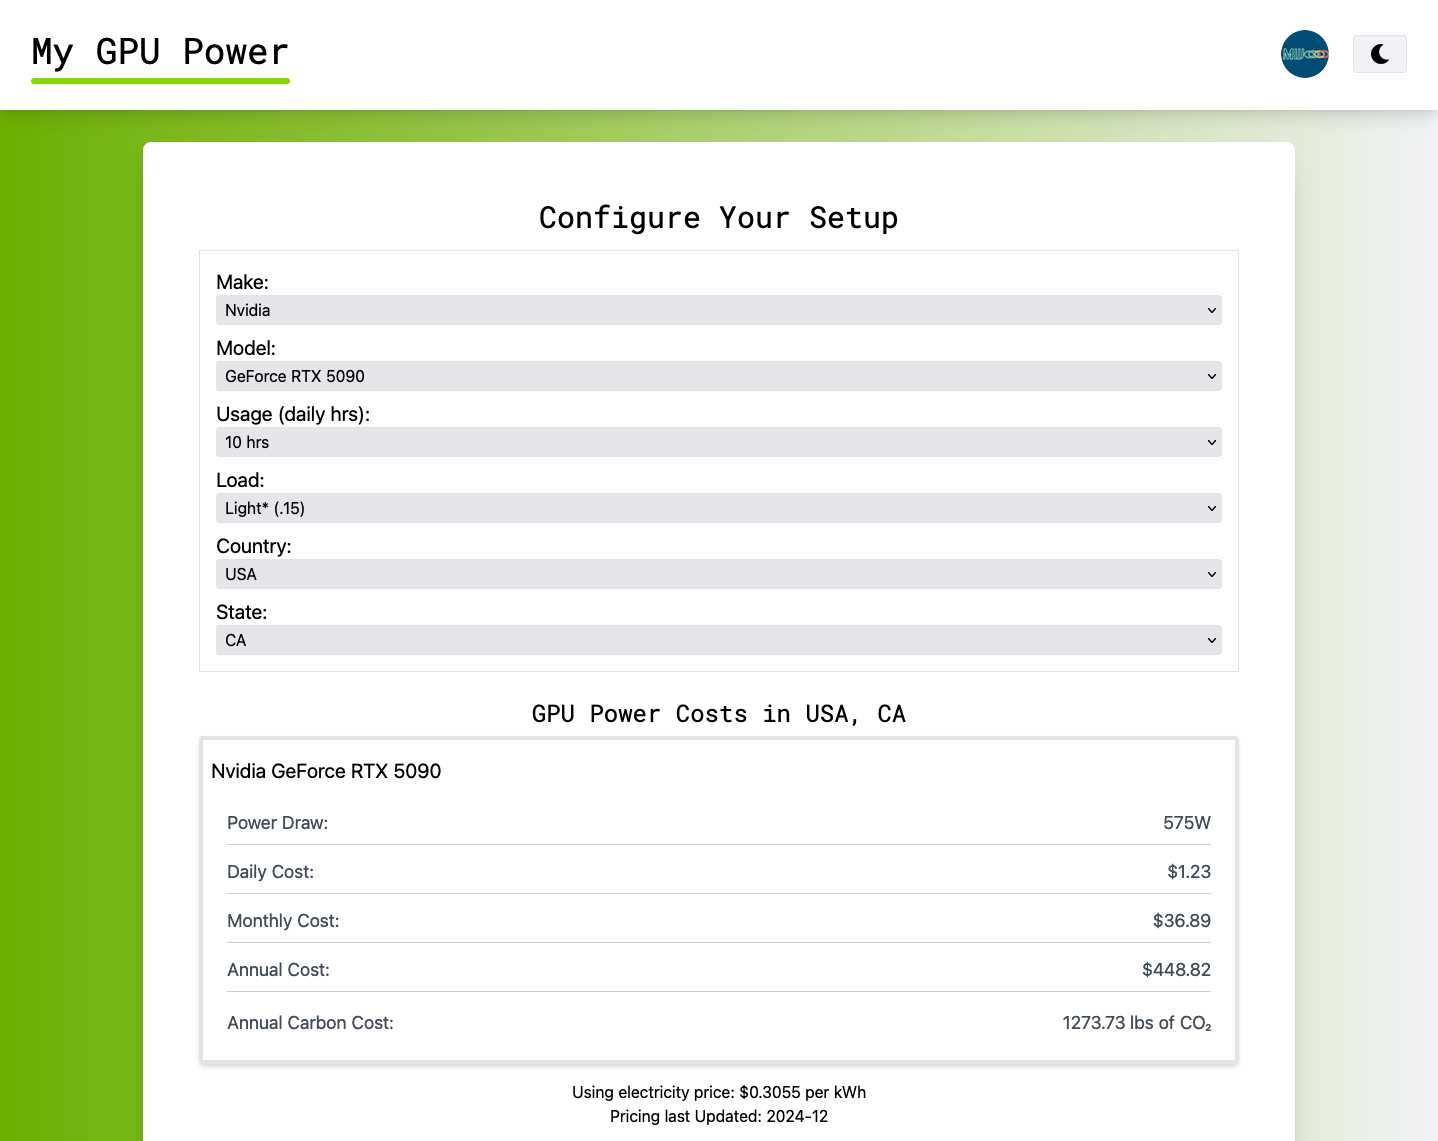 My GPU Power
Configure Your Setup
Make:
Nvidia
Model:
GeForce RTX 5090
Usage (daily hrs):
10 hrs
Load:
Light* (.15)
Country:
USA
State:
CA
GPU Power Costs in USA, CA
Nvidia GeForce RTX 5090
Power Draw: 575W
Daily Cost: $1.23
Monthly Cost: $36.89
Annual Cost: $448.82
Annual Carbon Cost: 1273.73 lbs of CO₂
Using electricity price: $0.3055 per kWh
Pricing last Updated: 2024-12